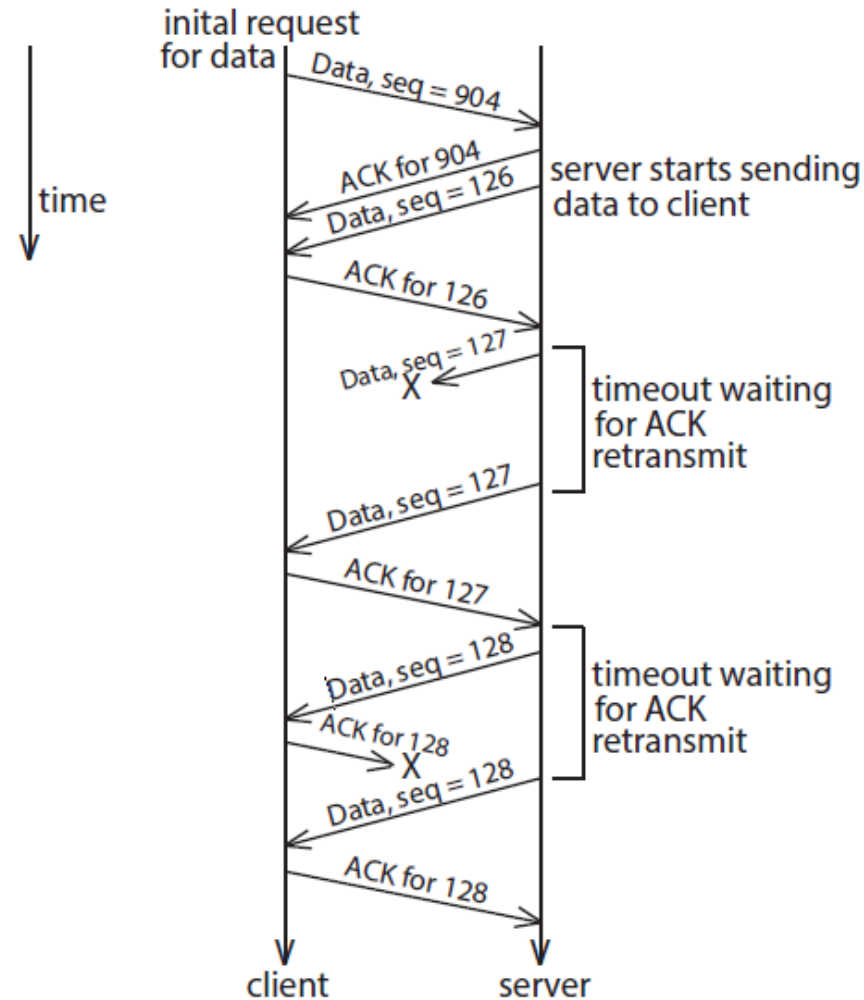 inital request
for data
Data, seq = 904
ACK for 904
server starts sending
data to client
time
Data, seq = 126
ACK for 126
Data, seq = 127
X
timeout waiting
for ACK
retransmit
Data, seq = 127
ACK for 127
Data, seq = 128
timeout waiting
for ACK
retransmit
ACK for 128
X
Data, seq = 128
ACK for 128
client
server